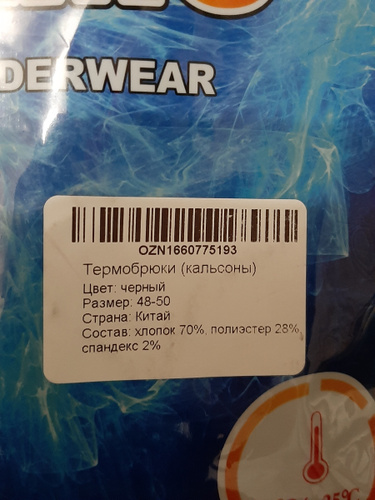 DERWEAR
OZN1660775193
Термобрюки (кальсоны)
Цвет: черный
Размер: 48-50
Страна: Китай
Состав: хлопок 70%, полиэстер 28%,
спандекс 2%